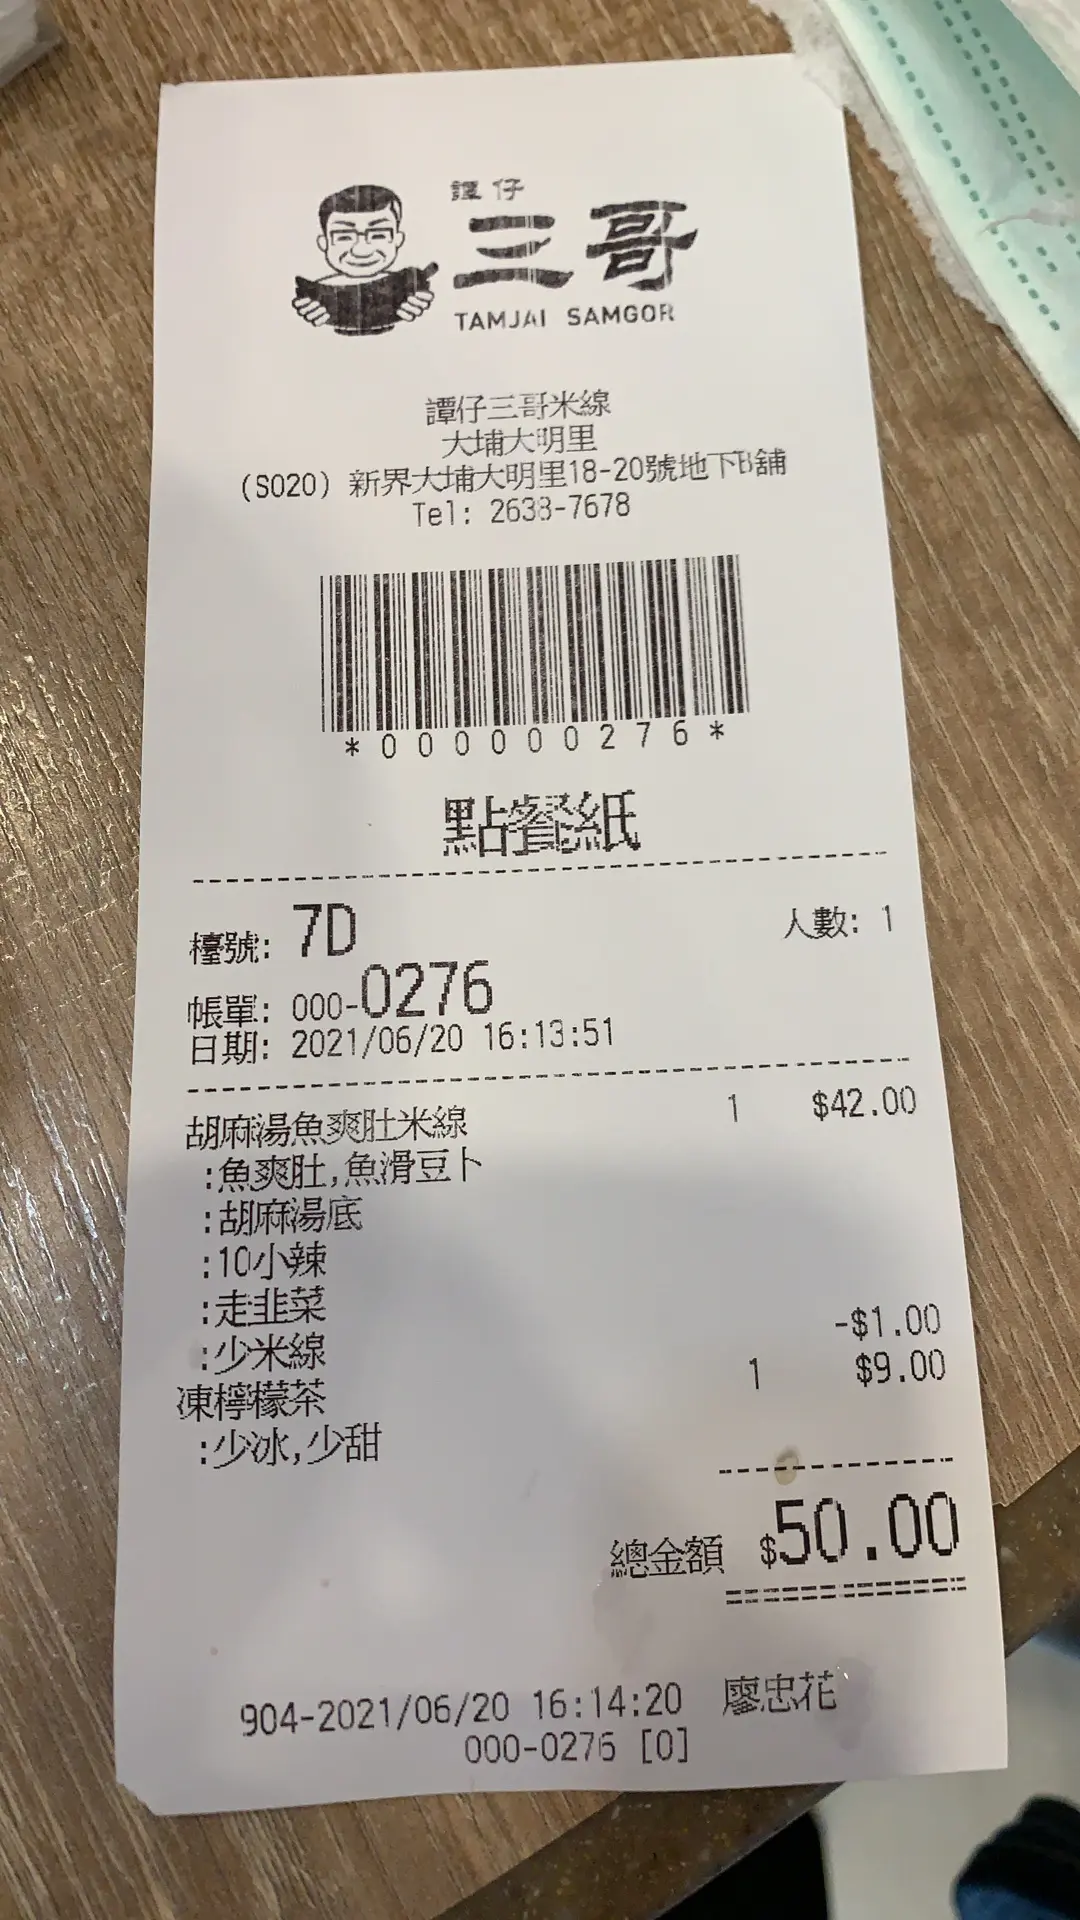 譚仔
三哥
TAMJAI SAMGOR
譚仔三哥米線
大埔大明里
(S020) 新界大埔大明里18-20號地下B舖
Tel: 2638-7678
*000000276*
點餐紙
檯號: 7D 人數: 1
帳單: 000-0276
日期: 2021/06/20 16:13:51
胡麻湯魚爽肚米線 1 $42.00
:魚爽肚,魚滑豆卜
:胡麻湯底
:10小辣
:走韭菜
:少米線 -$1.00
凍檸檬茶 1 $9.00
:少冰,少甜
總金額 $50.00
904-2021/06/20 16:14:20 廖忠花
000-0276 [0]